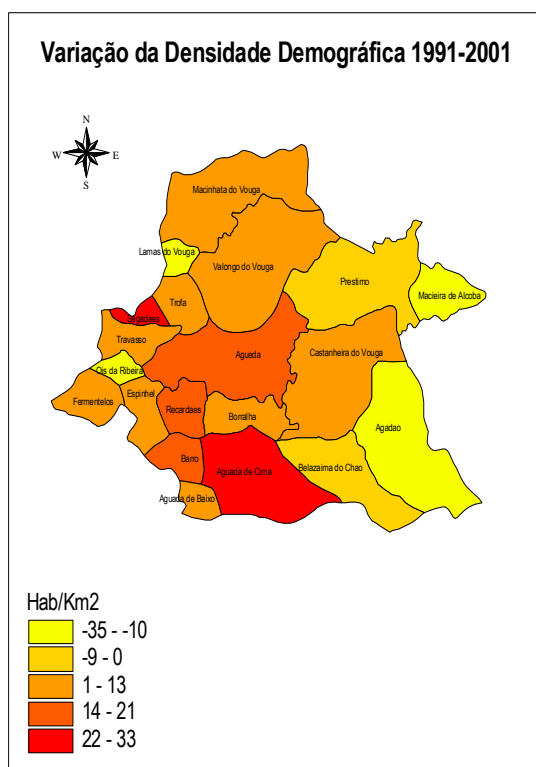 Variação da Densidade Demográfica 1991-2001
N
W E
S
Macinhata do Vouga
Lamas do Vouga
Valongo do Vouga
Prestimo
Macieira de Alcoba
Trofa
Segadaes
Travasso
Agueda
Castanheira do Vouga
Ois da Ribeira
Espinhel
Fermentelos
Recardaes
Borralha
Agadao
Barro
Aguada de Cima
Belazaima do Chao
Aguada de Baixo
Hab/Km2
-35 - -10
-9 - 0
1 - 13
14 - 21
22 - 33